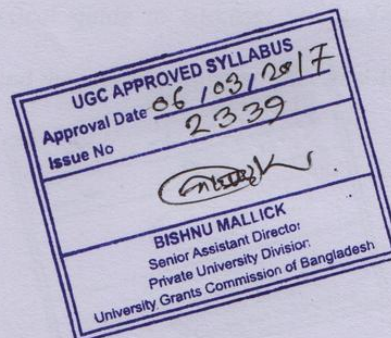 UGC APPROVED SYLLABUS
Approval Date 06/03/2017
Issue No 2339
BISHNU MALLICK
Senior Assistant Director
Private University Division.
University Grants Commission of Bangladesh